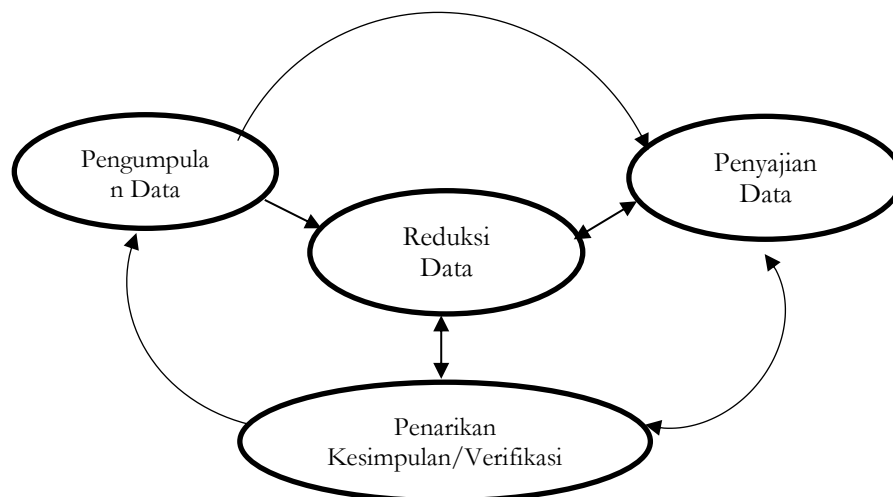 Pengumpula
n Data
Penyajian
Data
Reduksi
Data
Penarikan
Kesimpulan/Verifikasi